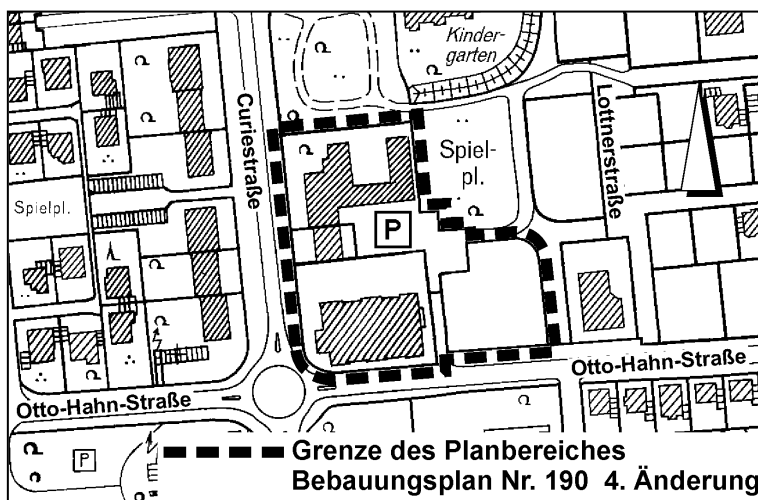 Kinder-
garten
Curiestraße
Lottnerstraße
Spiel-
pl.
Spielpl.
P
Otto-Hahn-Straße
Otto-Hahn-Straße
P
Grenze des Planbereiches
Bebauungsplan Nr. 190 4. Änderung